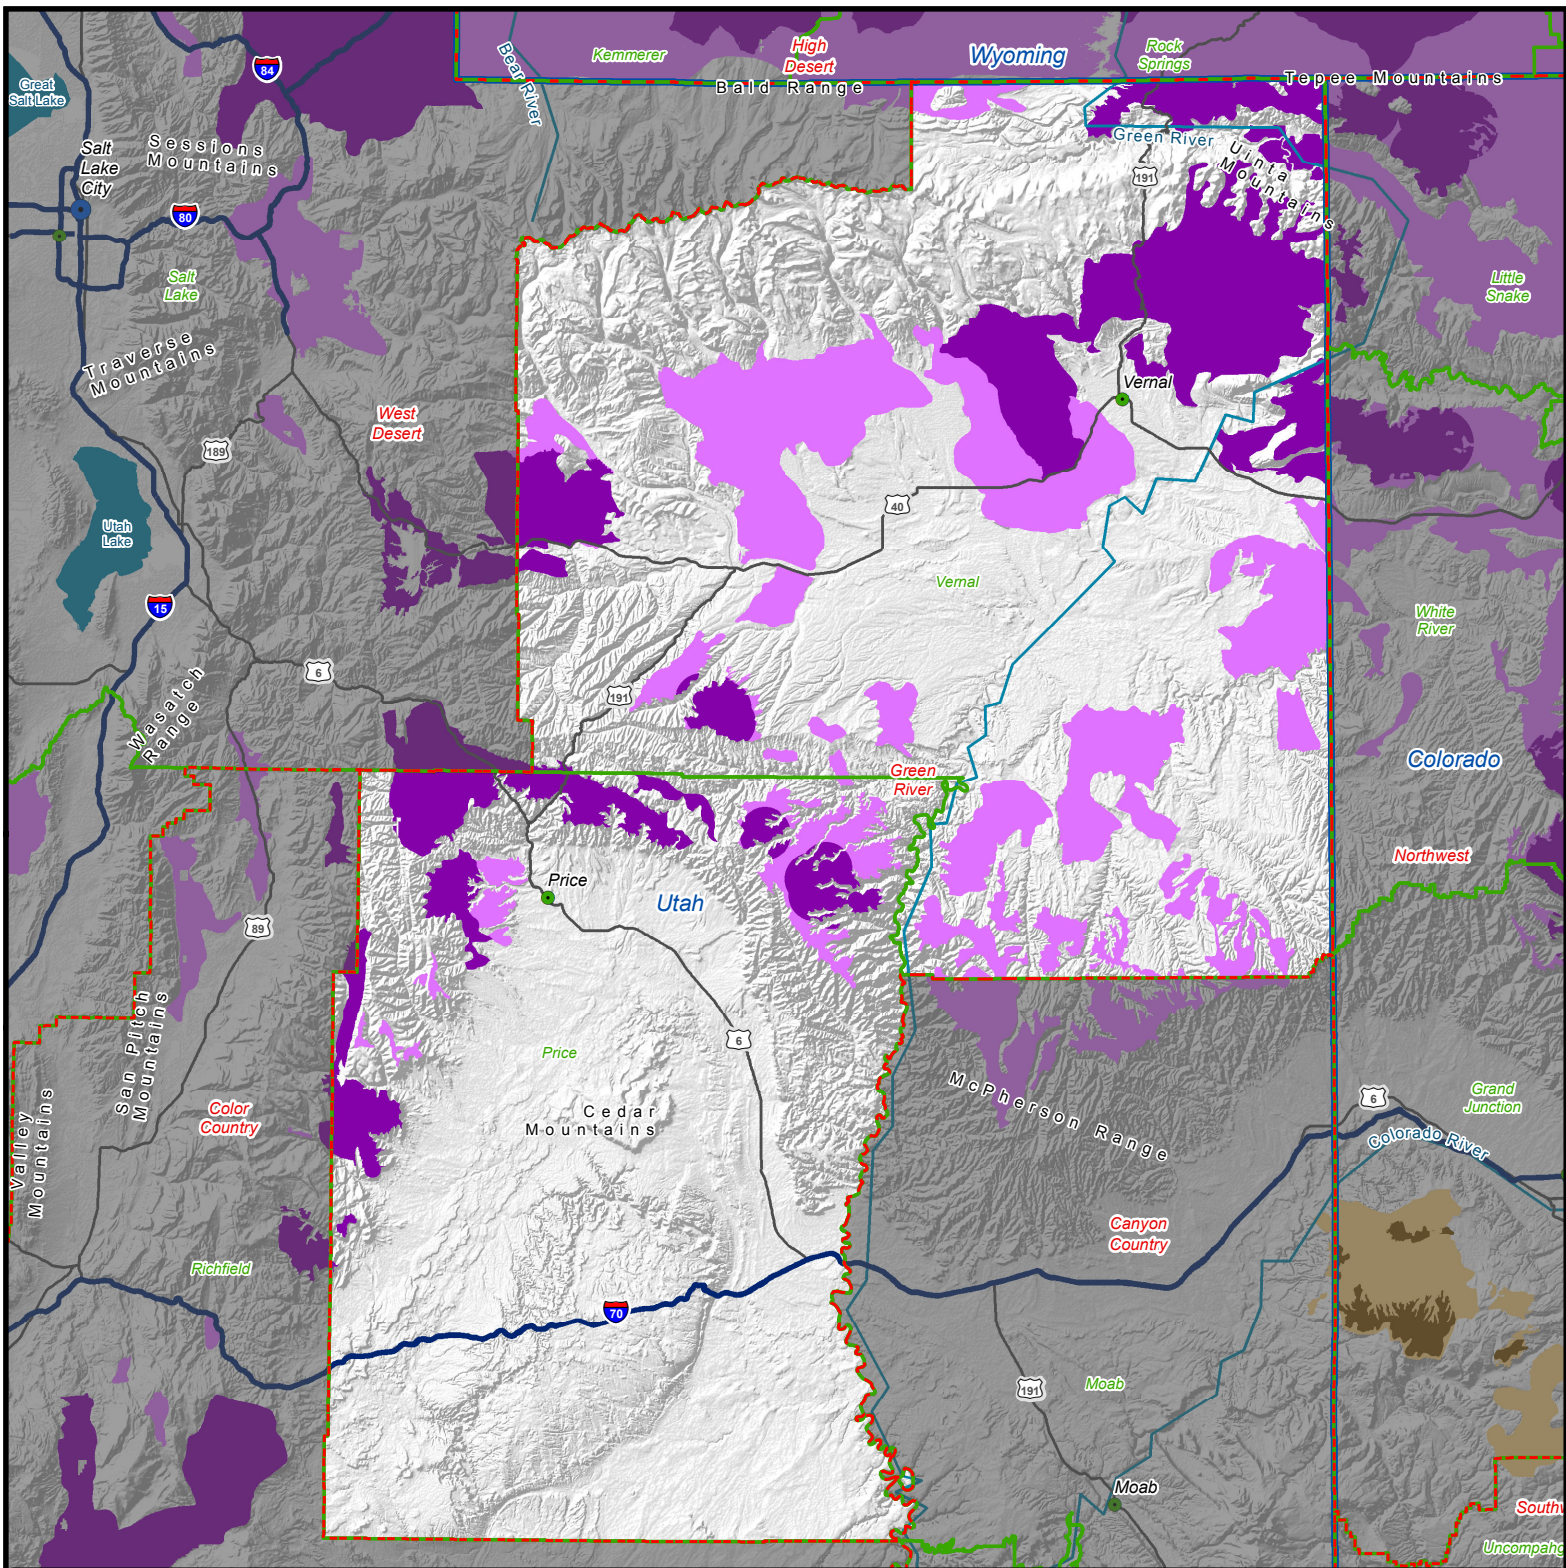 Kemmerer
High
Desert
Wyoming
Rock
Springs
84
Bear River
Great
Salt Lake
Bald Range
Tepee Mountains
Salt
Lake
City
Sessions
Mountains
Green River
Uinta
Mountains
191
80
Salt
Lake
Little
Snake
Traverse
Mountains
Vernal
West
Desert
189
40
Utah
Lake
Vernal
15
White
River
6
Wasatch
Range
191
Colorado
Green
River
Northwest
Price
Utah
89
San Pitch
Mountains
6
Price
Valley
Mountains
Color
Country
Cedar
Mountains
McPherson Range
6
Grand
Junction
Colorado River
Canyon
Country
Richfield
70
191
Moab
Moab
Southw
Uncompahg